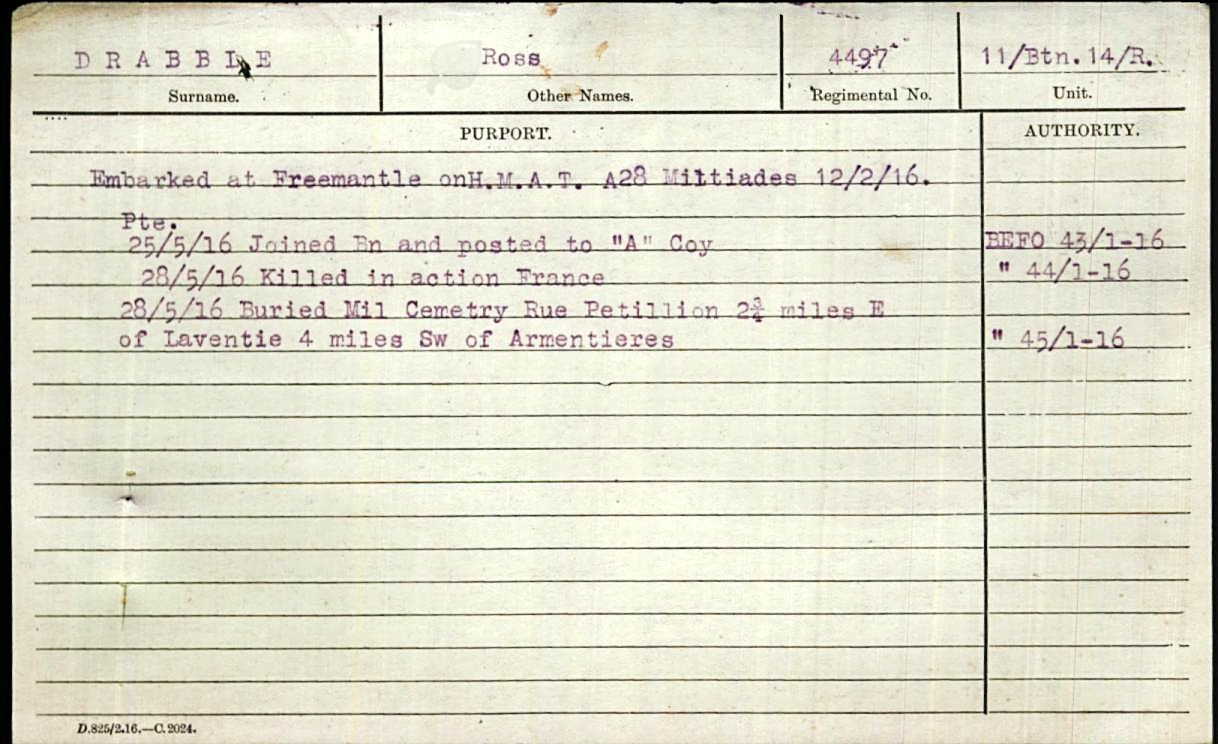 D R A B B L E Ross 4497 11/Btn. 14/R.
Surname. Other Names. Regimental No. Unit.
PURPORT. AUTHORITY.
Embarked at Freemantle onH.M.A.T. A28 Miltiades 12/2/16.
Pte.
25/5/16 Joined Bn and posted to "A" Coy BEFO 43/1-16
28/5/16 Killed in action France " 44/1-16
28/5/16 Buried Mil Cemetry Rue Petillion 2¾ miles E
of Laventie 4 miles Sw of Armentieres " 45/1-16
D.825/2.16.—C.2024.